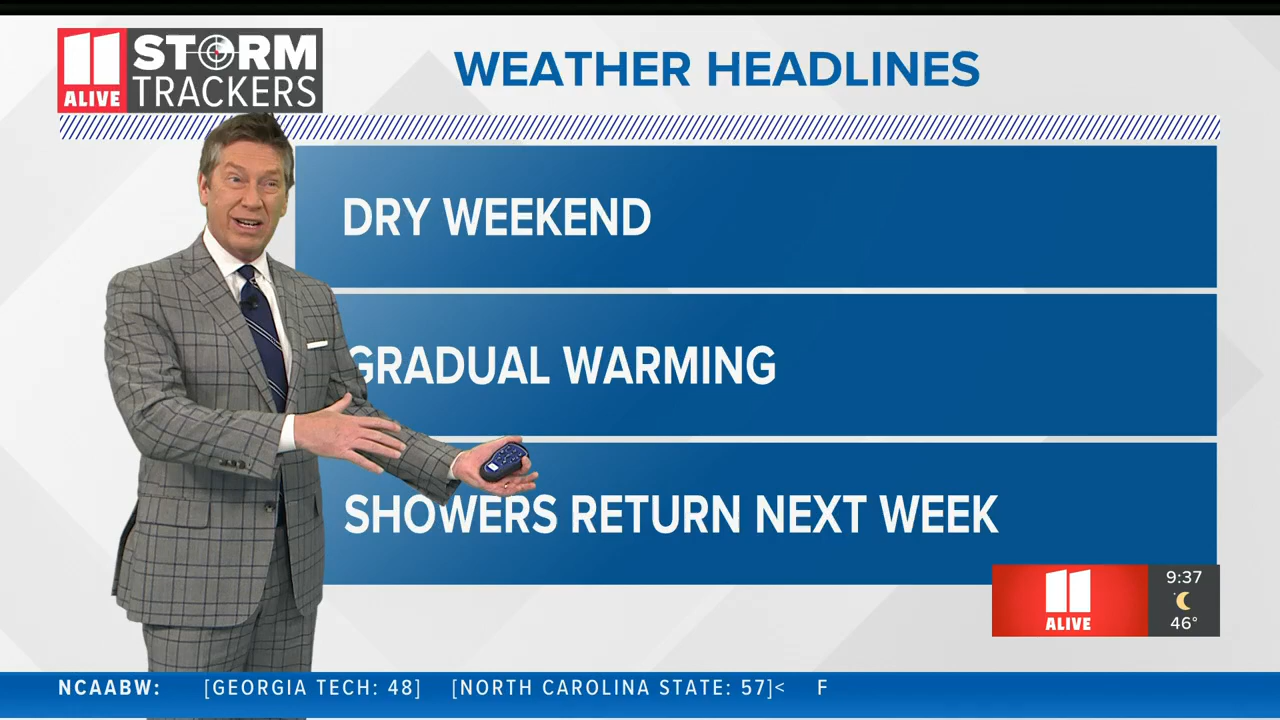 11 ALIVE STORM TRACKERS
WEATHER HEADLINES
DRY WEEKEND
GRADUAL WARMING
SHOWERS RETURN NEXT WEEK
11 ALIVE
9:37
46°
NCAABW: [GEORGIA TECH: 48] [NORTH CAROLINA STATE: 57]< F